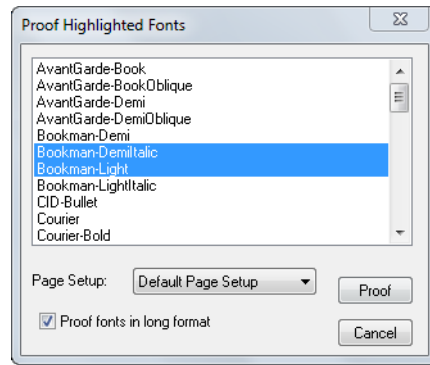 Proof Highlighted Fonts
AvantGarde-Book
AvantGarde-BookOblique
AvantGarde-Demi
AvantGarde-DemiOblique
Bookman-Demi
Bookman-DemiItalic
Bookman-Light
Bookman-LightItalic
CID-Bullet
Courier
Courier-Bold
Page Setup: Default Page Setup Proof
Proof fonts in long format
Cancel